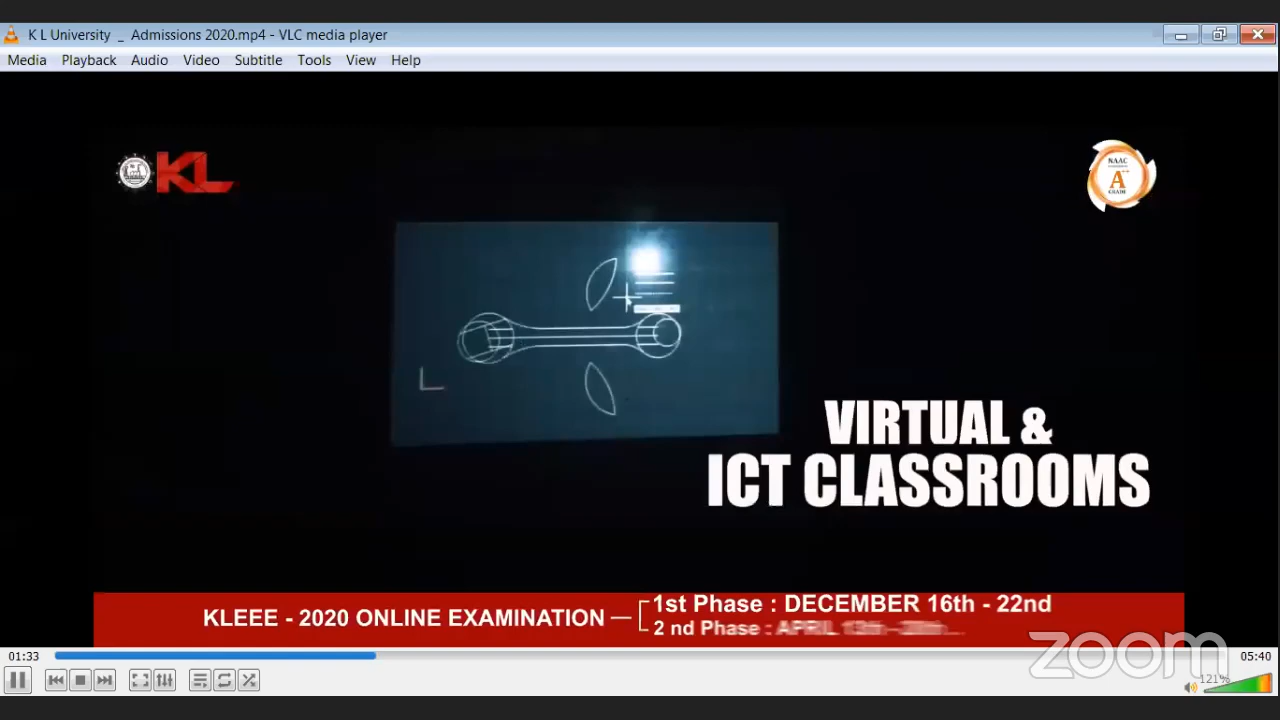 K L University _ Admissions 2020.mp4 - VLC media player
Media Playback Audio Video Subtitle Tools View Help
KL
NAAC
A++
GRADE
VIRTUAL &
ICT CLASSROOMS
KLEEE - 2020 ONLINE EXAMINATION
1st Phase : DECEMBER 16th - 22nd
2 nd Phase : APRIL
zoom
01:33
05:40
121%